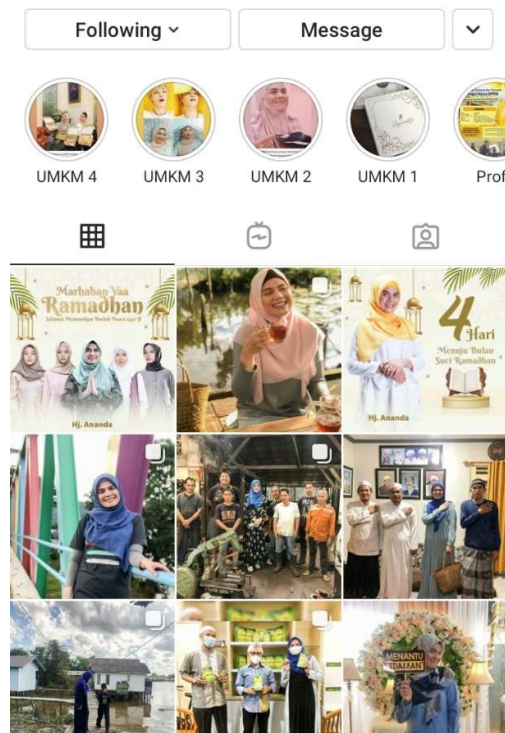 Following
Message
UMKM 4
UMKM 3
UMKM 2
UMKM 1
Prof
Marhaban Yaa
Ramadhan
Hj. Ananda
4
Hari
Menuju Bulan
Suci Ramadhan
Hj. Ananda
MENANTU
IDAMAN